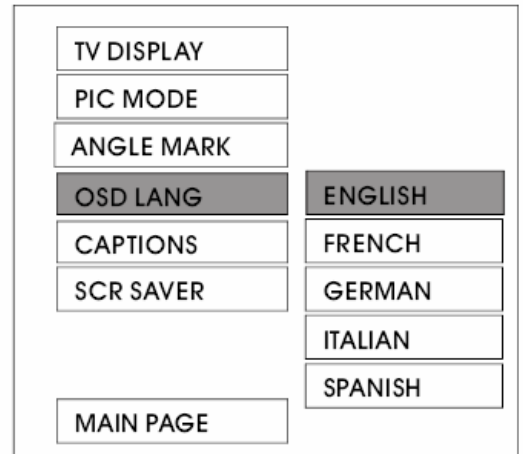 TV DISPLAY
PIC MODE
ANGLE MARK
OSD LANG
CAPTIONS
SCR SAVER
MAIN PAGE
ENGLISH
FRENCH
GERMAN
ITALIAN
SPANISH